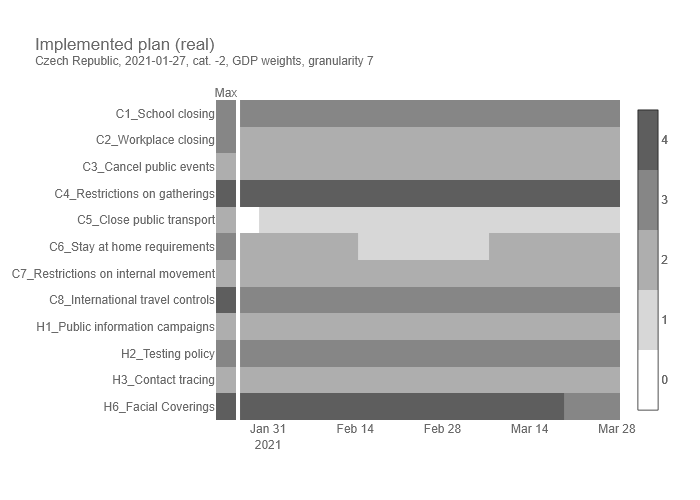 Implemented plan (real)
Czech Republic, 2021-01-27, cat. -2, GDP weights, granularity 7
Max
C1_School closing
C2_Workplace closing
C3_Cancel public events
C4_Restrictions on gatherings
C5_Close public transport
C6_Stay at home requirements
C7_Restrictions on internal movement
C8_International travel controls
H1_Public information campaigns
H2_Testing policy
H3_Contact tracing
H6_Facial Coverings
4
3
2
1
0
Jan 31
2021
Feb 14
Feb 28
Mar 14
Mar 28